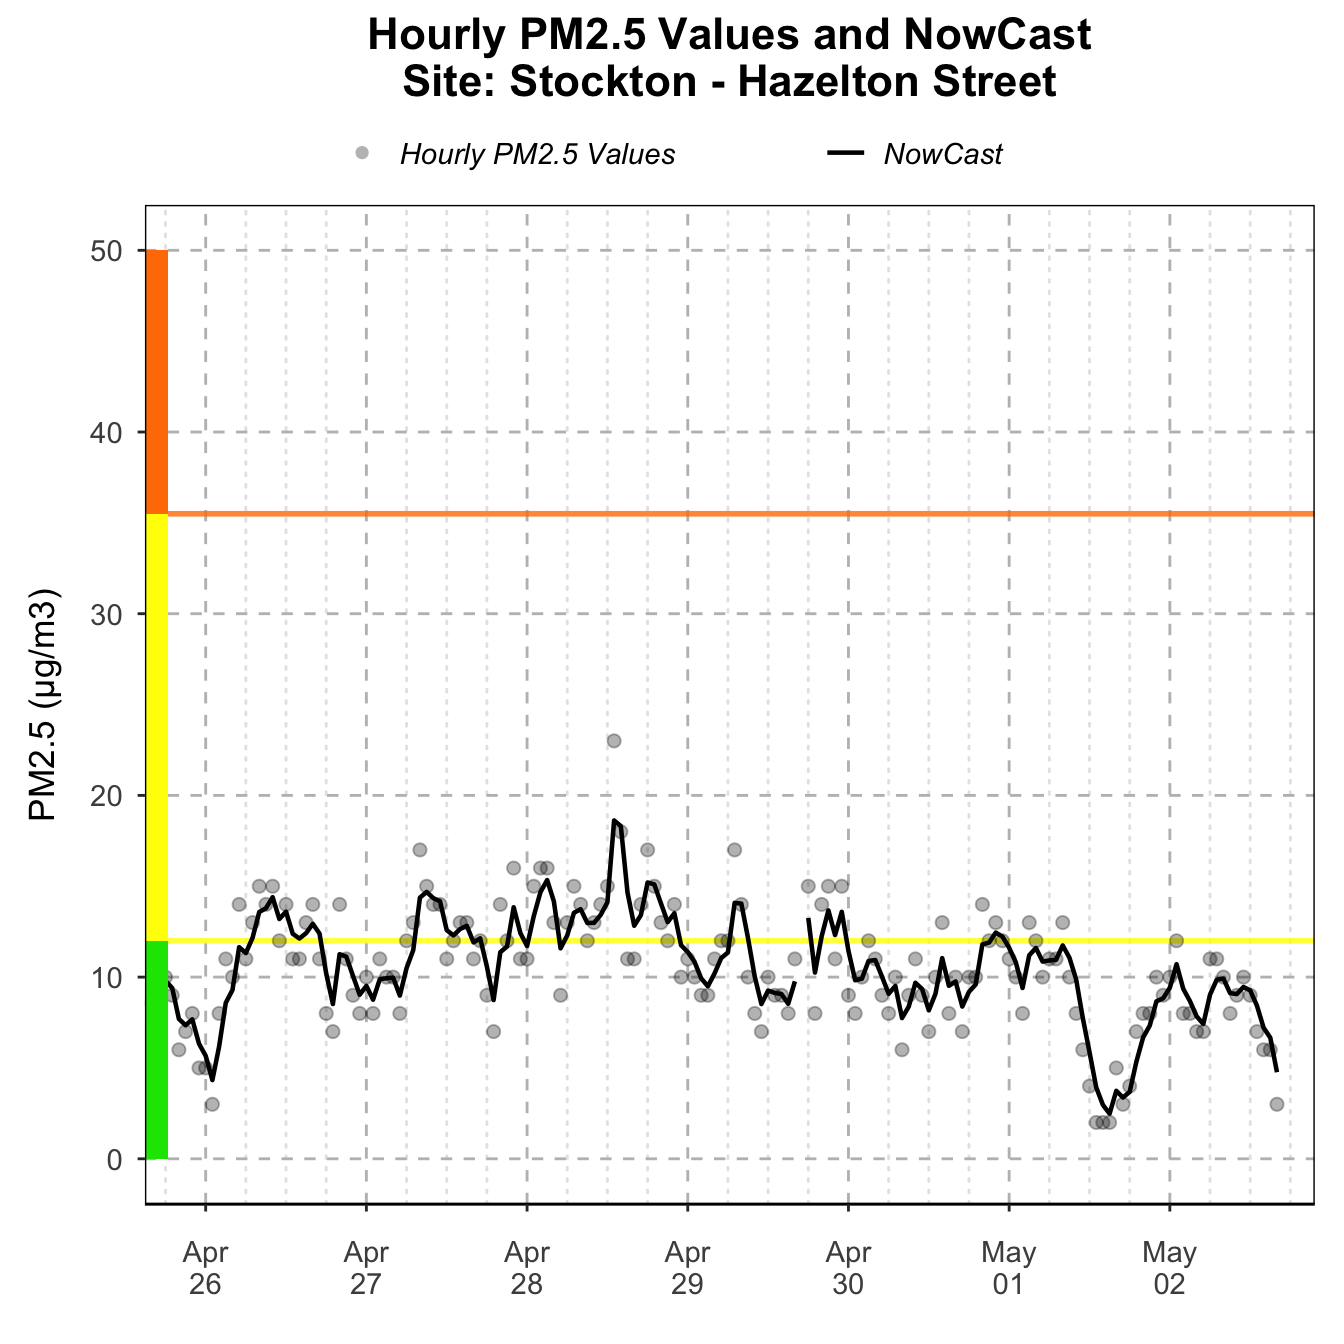 Hourly PM2.5 Values and NowCast
Site: Stockton - Hazelton Street
Hourly PM2.5 Values NowCast
PM2.5 (µg/m3)
50
40
30
20
10
0
Apr Apr Apr Apr Apr May May
26 27 28 29 30 01 02